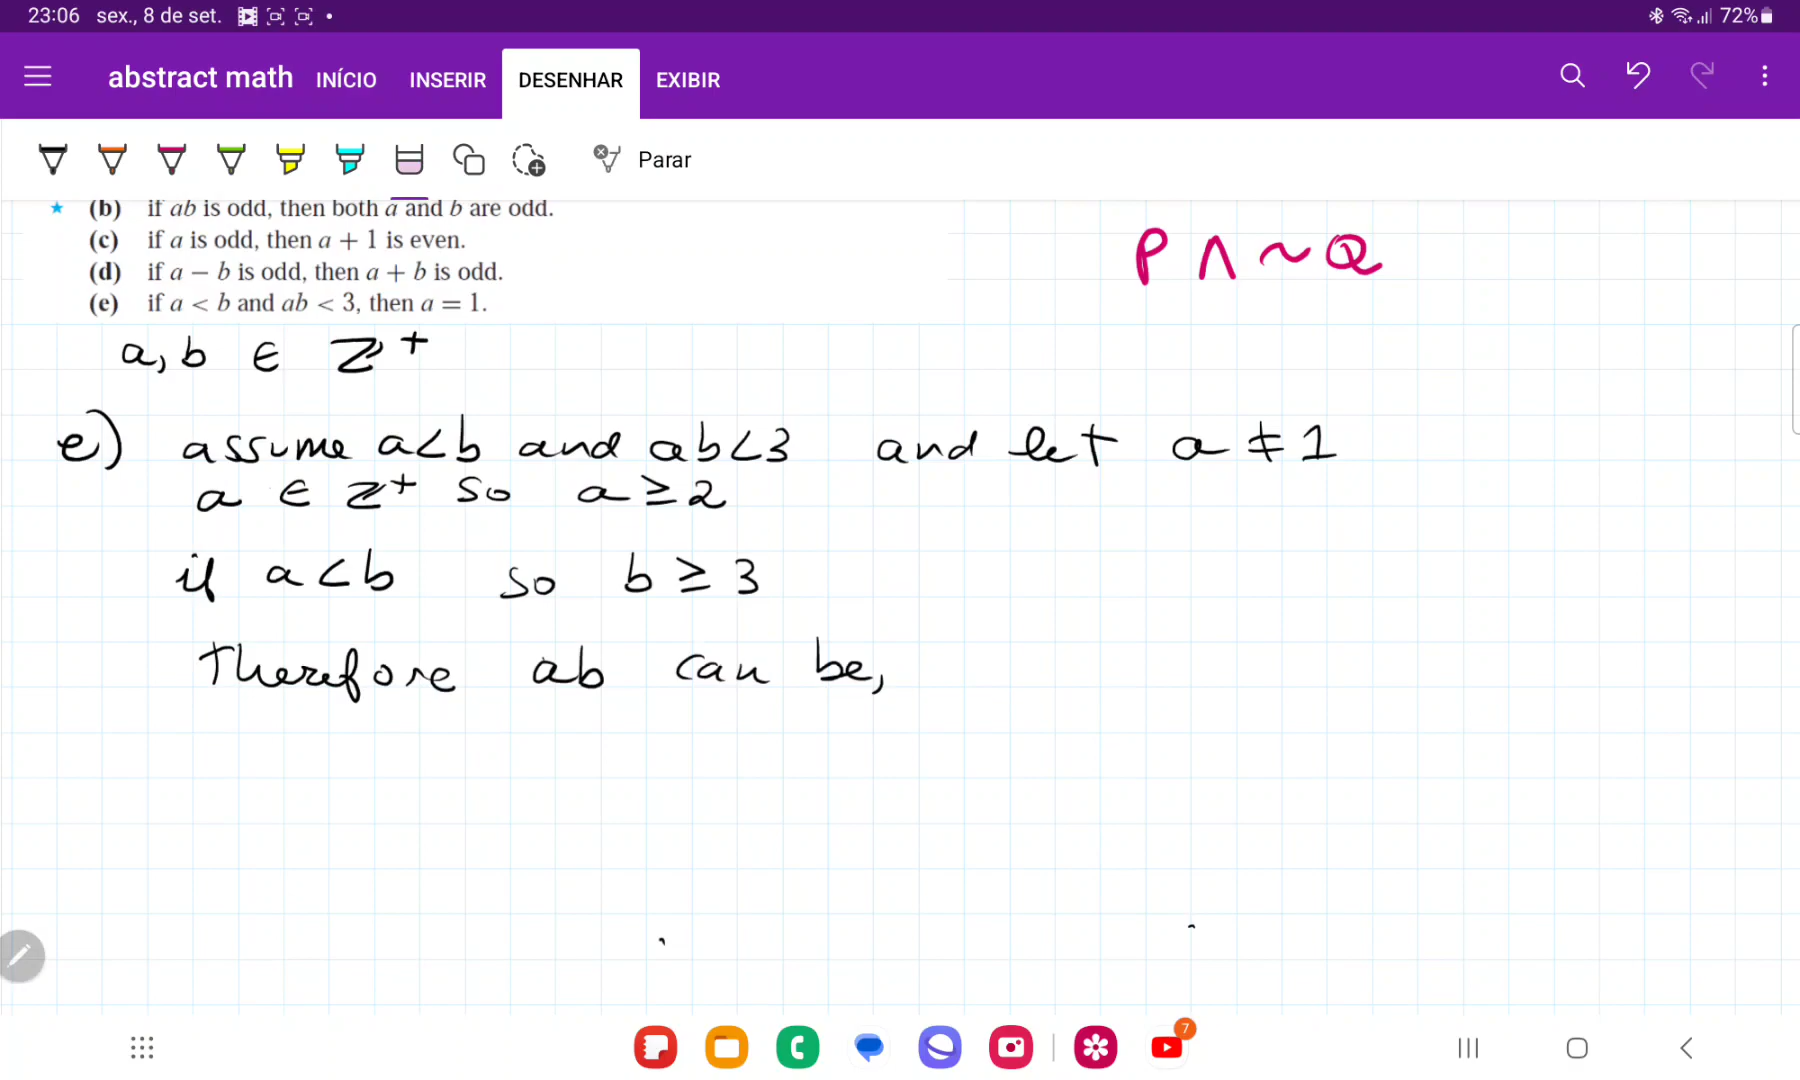 23:06 sex., 8 de set. 72%
abstract math INÍCIO INSERIR DESENHAR EXIBIR
Parar
★ (b) if ab is odd, then both a and b are odd.
(c) if a is odd, then a + 1 is even.
(d) if a − b is odd, then a + b is odd.
(e) if a < b and ab < 3, then a = 1.
P ∧ ~Q
a, b ∈ ℤ⁺
e) assume a<b and ab<3 and let a ≠ 1
a ∈ ℤ⁺ so a ≥ 2
if a < b so b ≥ 3
Therefore ab can be,
7